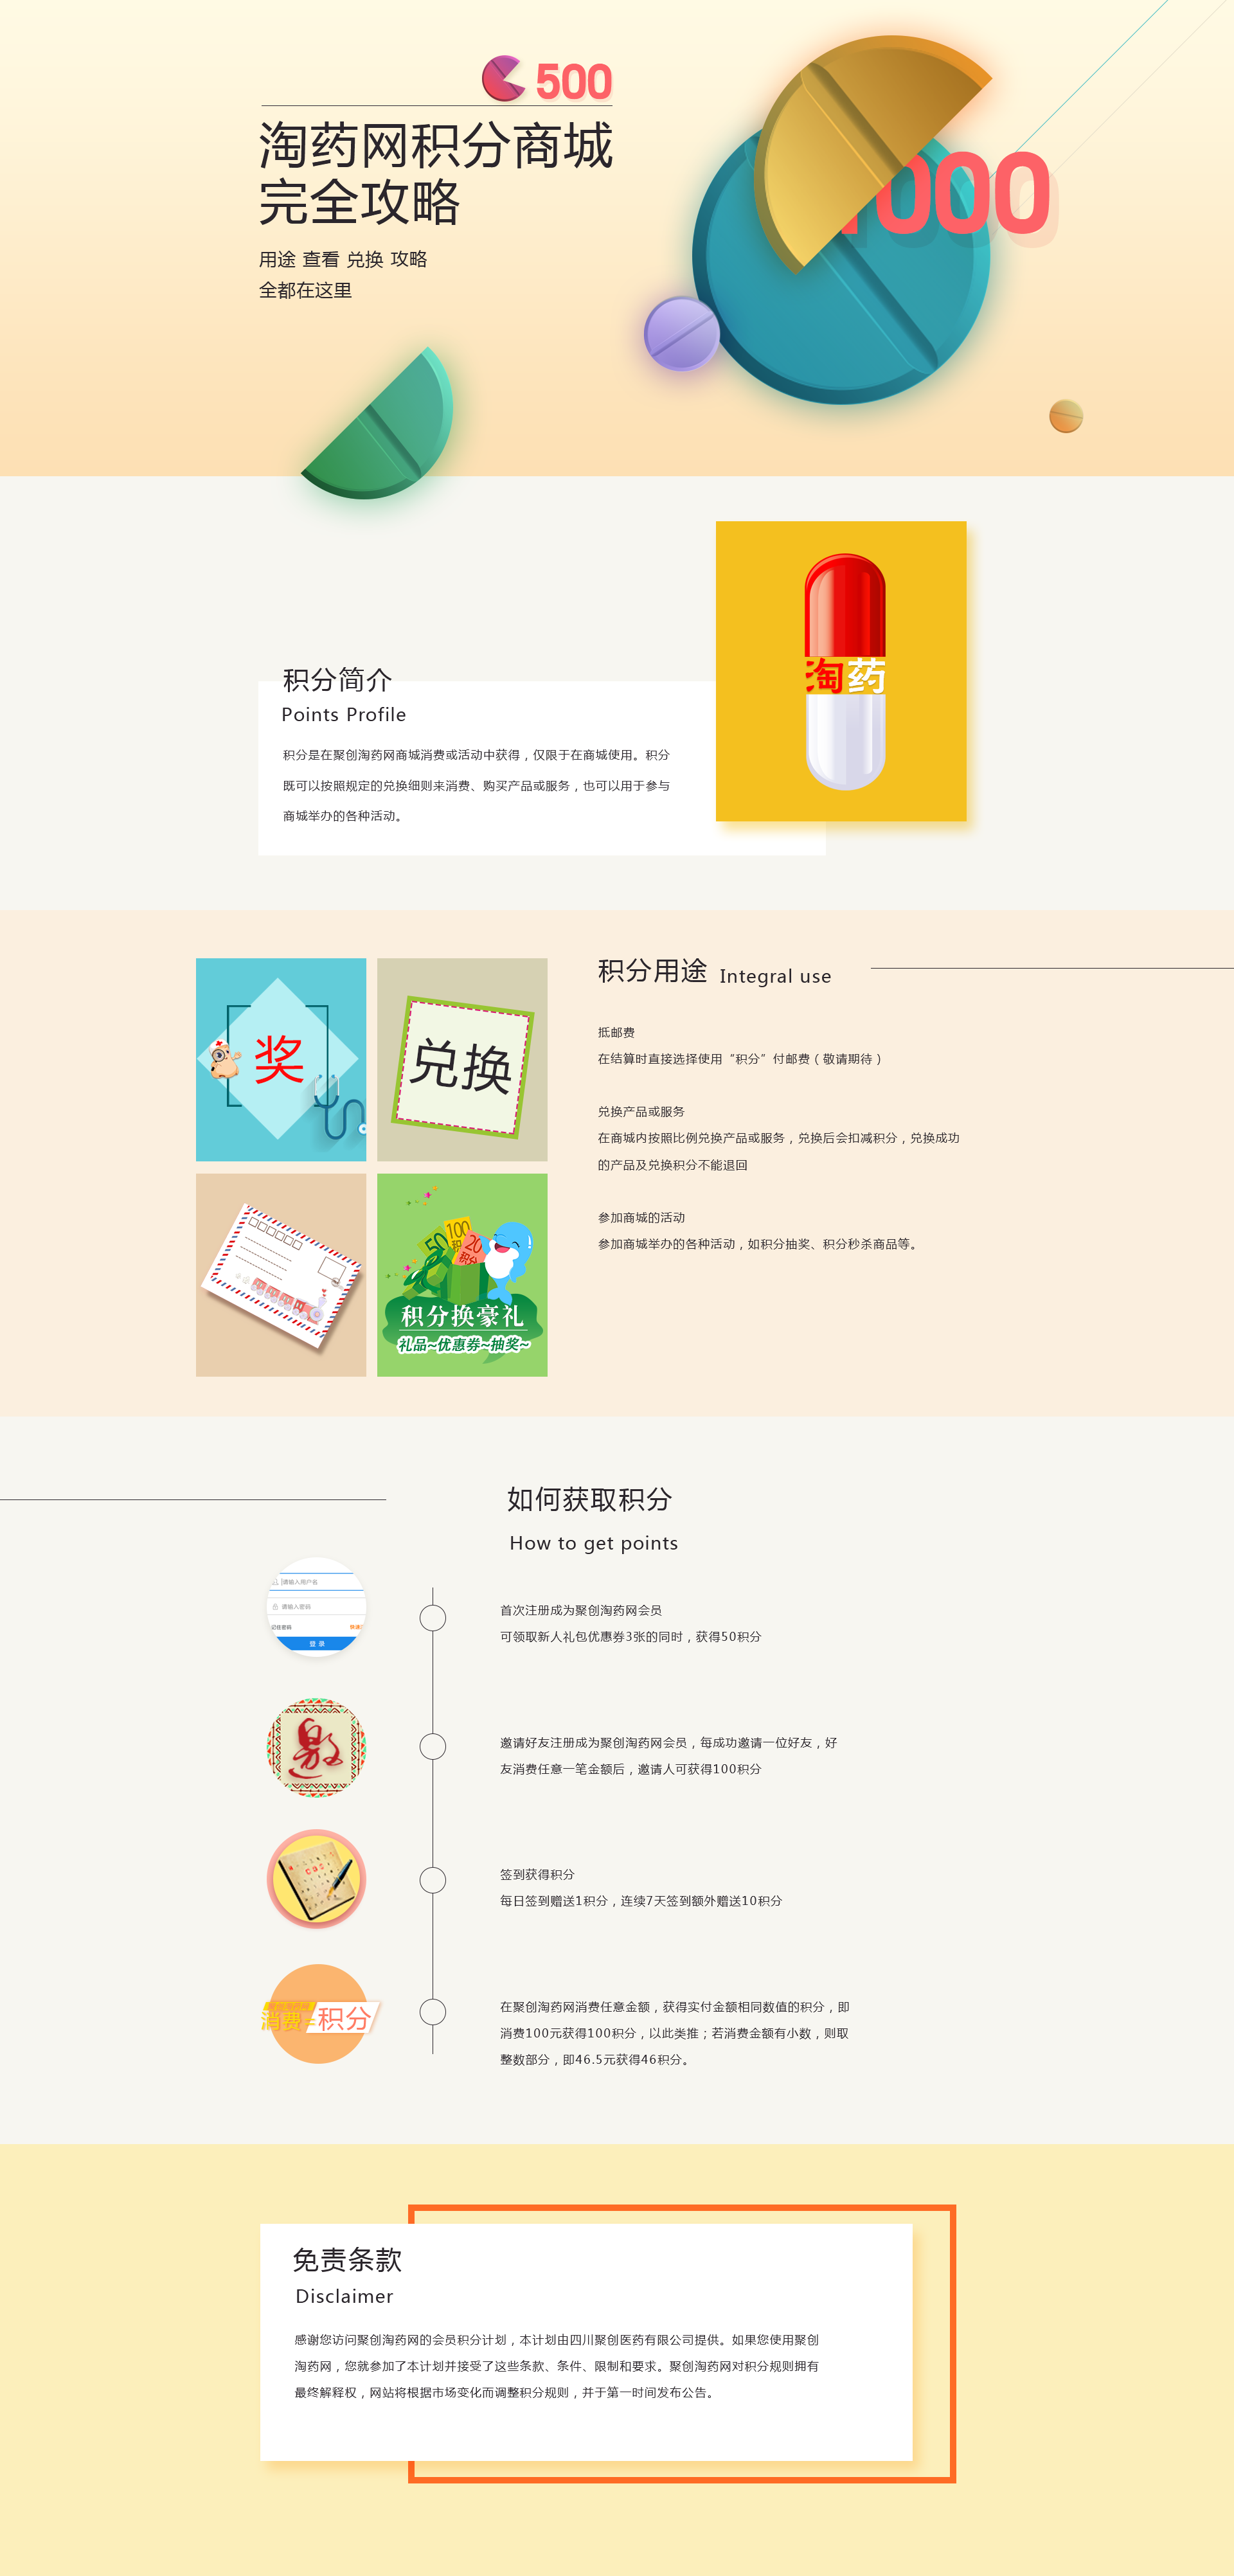 500
淘药网积分商城
完全攻略
1000
用途 查看 兑换 攻略
全都在这里
淘药
积分简介
Points Profile
积分是在聚创淘药网商城消费或活动中获得，仅限于在商城使用。积分
既可以按照规定的兑换细则来消费、购买产品或服务，也可以用于参与
商城举办的各种活动。
奖
兑换
50
100
积
20
积分
积分换豪礼
礼品~优惠券~抽奖~
积分用途 Integral use
抵邮费
在结算时直接选择使用“积分”付邮费（敬请期待）
兑换产品或服务
在商城内按照比例兑换产品或服务，兑换后会扣减积分，兑换成功
的产品及兑换积分不能退回
参加商城的活动
参加商城举办的各种活动，如积分抽奖、积分秒杀商品等。
如何获取积分
How to get points
请输入用户名
请输入密码
记住密码 快速
登 录
首次注册成为聚创淘药网会员
可领取新人礼包优惠券3张的同时，获得50积分
邀
邀请好友注册成为聚创淘药网会员，每成功邀请一位好友，好
友消费任意一笔金额后，邀请人可获得100积分
签到获得积分
每日签到赠送1积分，连续7天签到额外赠送10积分
消费=积分
在聚创淘药网消费任意金额，获得实付金额相同数值的积分，即
消费100元获得100积分，以此类推；若消费金额有小数，则取
整数部分，即46.5元获得46积分。
免责条款
Disclaimer
感谢您访问聚创淘药网的会员积分计划，本计划由四川聚创医药有限公司提供。如果您使用聚创
淘药网，您就参加了本计划并接受了这些条款、条件、限制和要求。聚创淘药网对积分规则拥有
最终解释权，网站将根据市场变化而调整积分规则，并于第一时间发布公告。